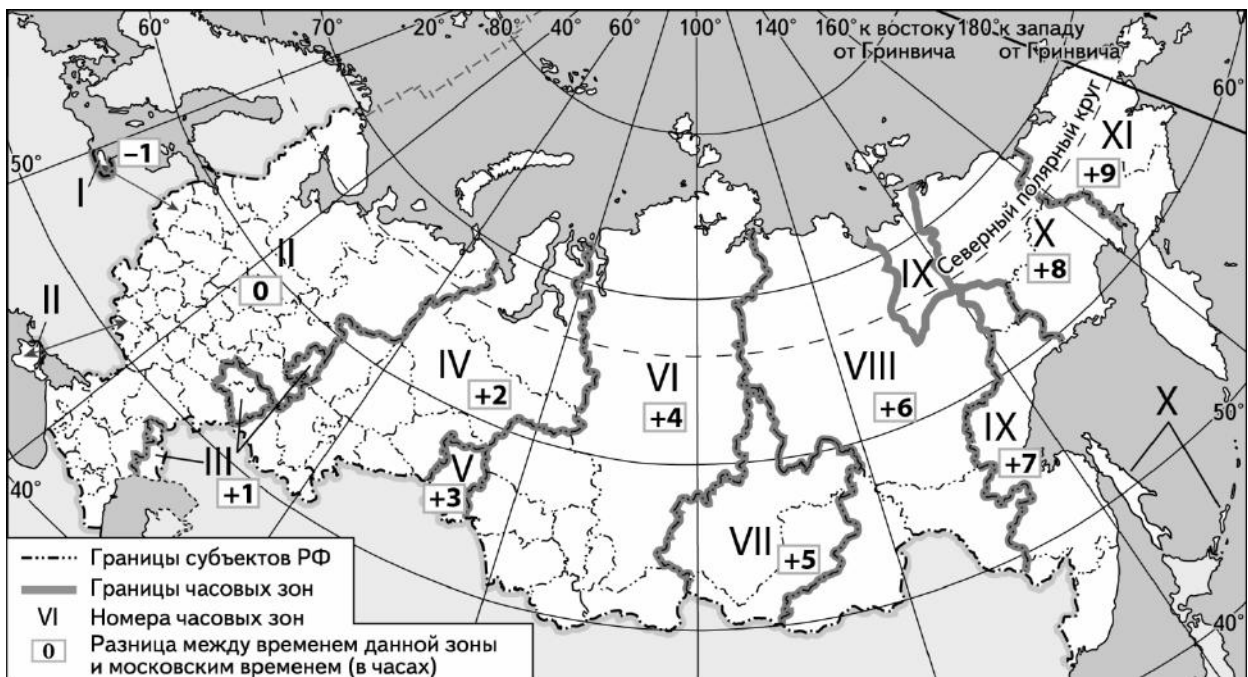 60°
70°
20°
80°
100°
120°
140°
160°
к востоку
от Гринвича
180°
к западу
от Гринвича
60°
50°
–1
I
II
0
II
40°
III
+1
IV
+2
V
+3
VI
+4
VII
+5
VIII
+6
IX
IX
+7
Северный полярный круг
X
+8
XI
+9
X
50°
40°
Границы субъектов РФ
Границы часовых зон
VI Номера часовых зон
0 Разница между временем данной зоны
и московским временем (в часах)